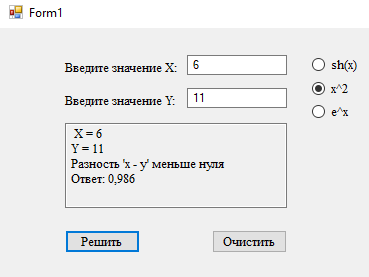 Form1
Введите значение X: 6
sh(x)
x^2
Введите значение Y: 11
e^x
X = 6
Y = 11
Разность 'x - y' меньше нуля
Ответ: 0,986
Решить
Очистить